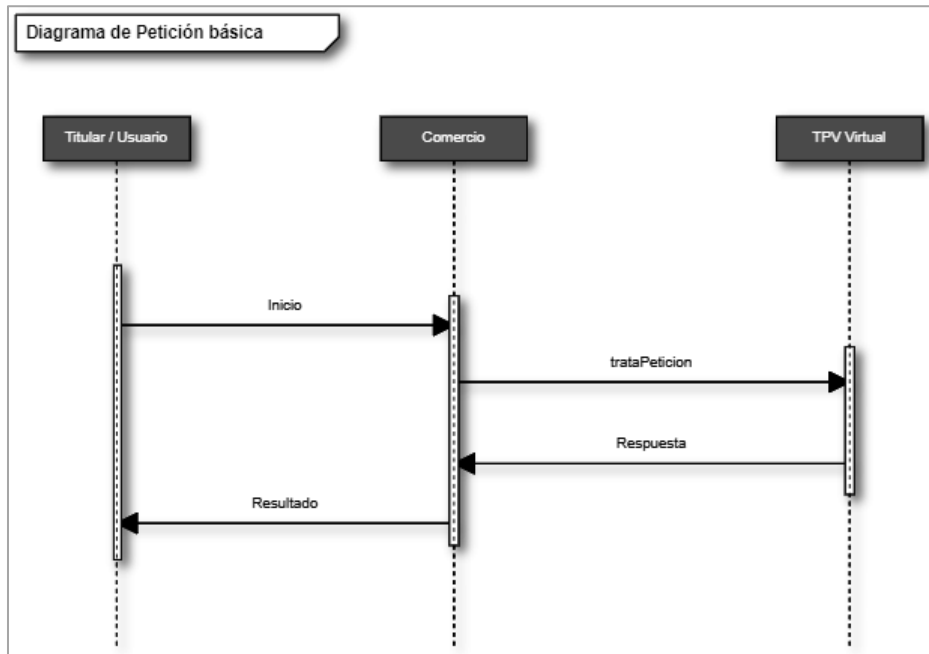 Diagrama de Petición básica
Titular / Usuario
Comercio
TPV Virtual
Inicio
trataPeticion
Respuesta
Resultado